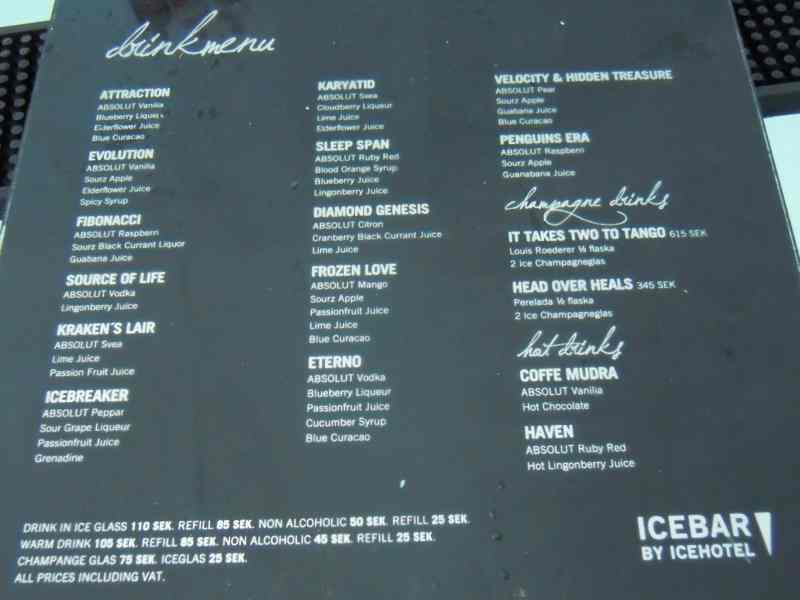 drinkmenu
ATTRACTION
ABSOLUT Vanilia
Blueberry Liquor
Elderflower Juice
Blue Curacao
EVOLUTION
ABSOLUT Vanilia
Sourz Apple
Elderflower Juice
Spicy Syrup
FIBONACCI
ABSOLUT Raspberri
Sourz Black Currant Liquor
Guabana Juice
SOURCE OF LIFE
ABSOLUT Vodka
Lingonberry Juice
KRAKEN´S LAIR
ABSOLUT Svea
Lime Juice
Passion Fruit Juice
ICEBREAKER
ABSOLUT Peppar
Sour Grape Liqueur
Passionfruit Juice
Grenadine
KARYATID
ABSOLUT Svea
Cloudberry Liqueur
Lime Juice
Elderflower Juice
SLEEP SPAN
ABSOLUT Ruby Red
Blood Orange Syrup
Blueberry Juice
Lingonberry Juice
DIAMOND GENESIS
ABSOLUT Citron
Cranberry Black Currant Juice
Lime Juice
FROZEN LOVE
ABSOLUT Mango
Sourz Apple
Passionfruit Juice
Lime Juice
Blue Curacao
ETERNO
ABSOLUT Vodka
Blueberry Liqueur
Passionfruit Juice
Cucumber Syrup
Blue Curacao
VELOCITY & HIDDEN TREASURE
ABSOLUT Pear
Sourz Apple
Guabana Juice
Blue Curacao
PENGUINS ERA
ABSOLUT Raspberri
Sourz Apple
Guanabana Juice
champagne drinks
IT TAKES TWO TO TANGO 615 SEK
Louis Roederer ½ flaska
2 Ice Champagneglas
HEAD OVER HEALS 345 SEK
Perelada ½ flaska
2 Ice Champagneglas
hot drinks
COFFE MUDRA
ABSOLUT Vanilia
Hot Chocolate
HAVEN
ABSOLUT Ruby Red
Hot Lingonberry Juice
DRINK IN ICE GLASS 110 SEK. REFILL 85 SEK. NON ALCOHOLIC 50 SEK. REFILL 25 SEK.
WARM DRINK 105 SEK. REFILL 85 SEK. NON ALCOHOLIC 45 SEK. REFILL 25 SEK.
CHAMPANGE GLAS 75 SEK. ICEGLAS 25 SEK.
ALL PRICES INCLUDING VAT.
ICEBAR
BY ICEHOTEL